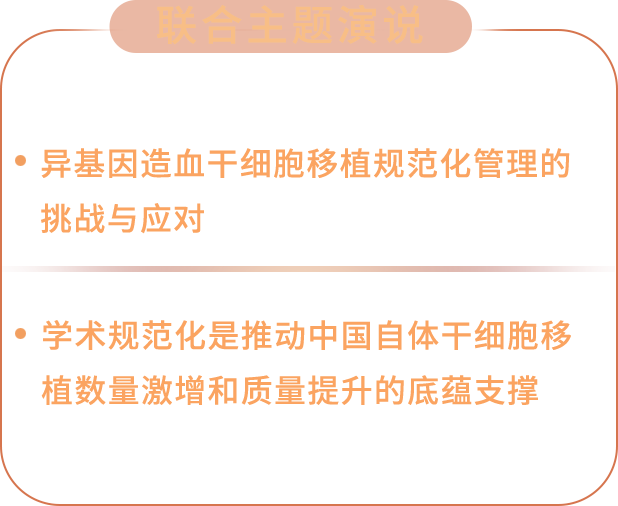 联合主题演说
• 异基因造血干细胞移植规范化管理的
挑战与应对
• 学术规范化是推动中国自体干细胞移
植数量激增和质量提升的底蕴支撑